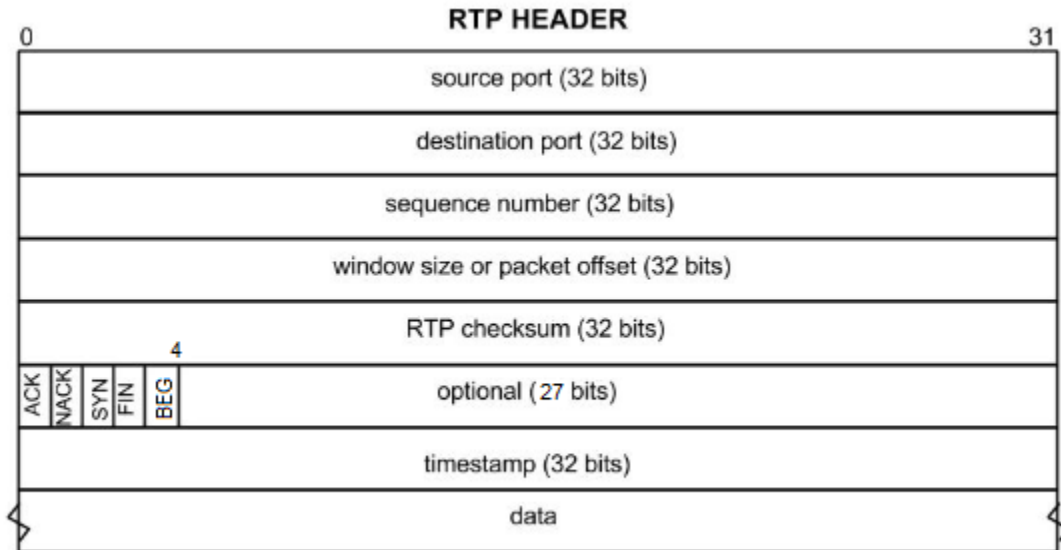 RTP HEADER
0 31
source port (32 bits)
destination port (32 bits)
sequence number (32 bits)
window size or packet offset (32 bits)
RTP checksum (32 bits)
4
ACK NACK SYN FIN BEG optional (27 bits)
timestamp (32 bits)
data